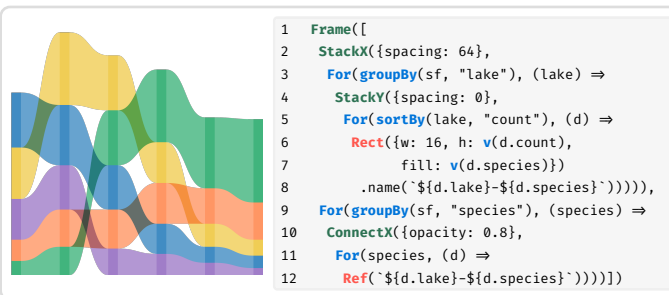 1 Frame([
2 StackX({spacing: 64},
3 For(groupBy(sf, "lake"), (lake) ⇒
4 StackY({spacing: 0},
5 For(sortBy(lake, "count"), (d) ⇒
6 Rect({w: 16, h: v(d.count),
7 fill: v(d.species)})
8 .name(`${d.lake}-${d.species}`))))),
9 For(groupBy(sf, "species"), (species) ⇒
10 ConnectX({opacity: 0.8},
11 For(species, (d) ⇒
12 Ref(`${d.lake}-${d.species}`))))])